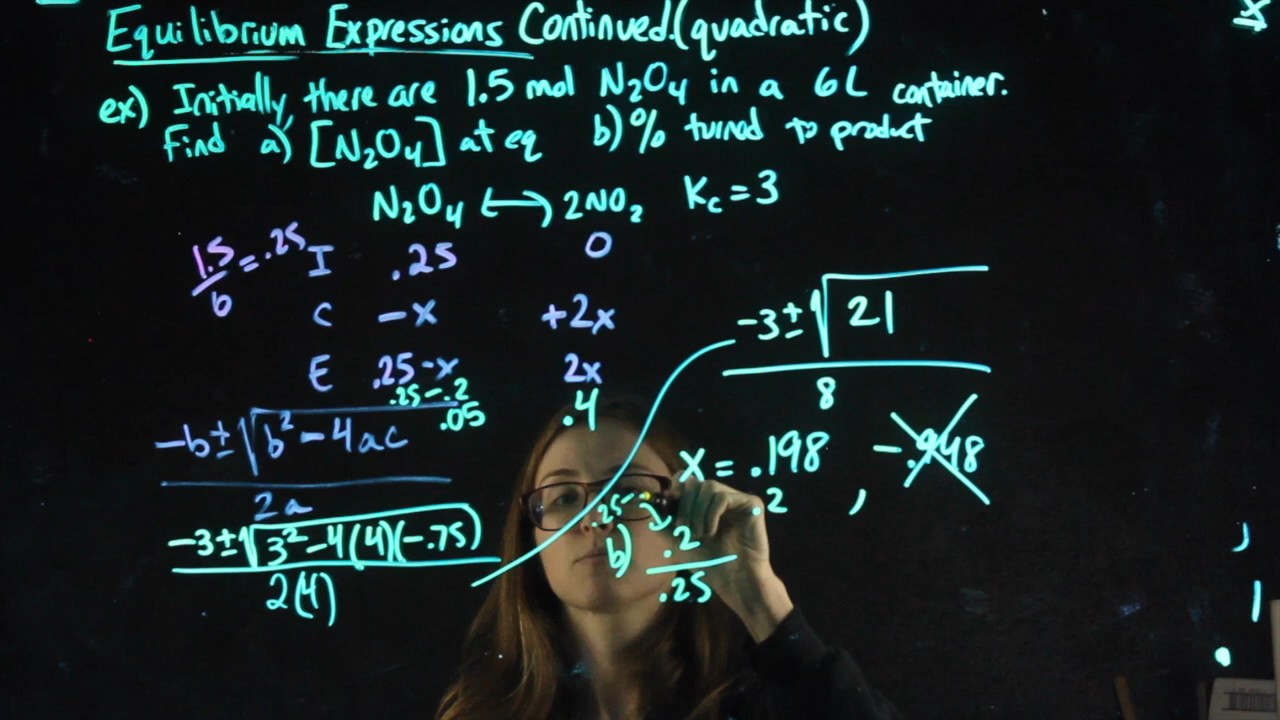 Equilibrium Expressions Continued (quadratic)
ex) Initially, there are 1.5 mol N₂O₄ in a 6L container.
Find a) [N₂O₄] at eq b) % turned to product
N₂O₄ ⟷ 2NO₂ Kc = 3
1.5/6 = .25
I .25 0
C -x +2x
E .25-x 2x
.25-.2
.05 .4
-b±√b²-4ac
2a
-3±√3²-4(4)(-.75)
2(4)
-3±√21
8
x = .198 , -.948
.2
.25-
b) .2
.25
x